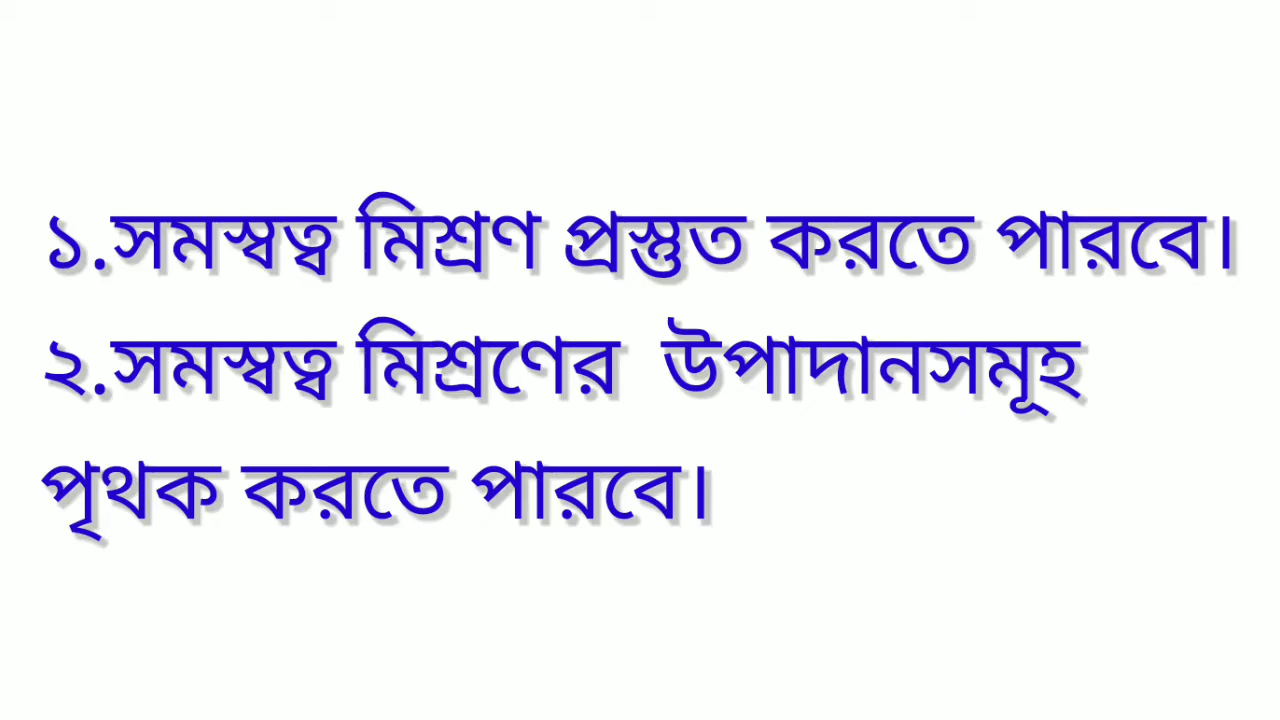 ১.সমস্বত্ব মিশ্রণ প্রস্তুত করতে পারবে।
২.সমস্বত্ব মিশ্রণের  উপাদানসমূহ
পৃথক করতে পারবে।